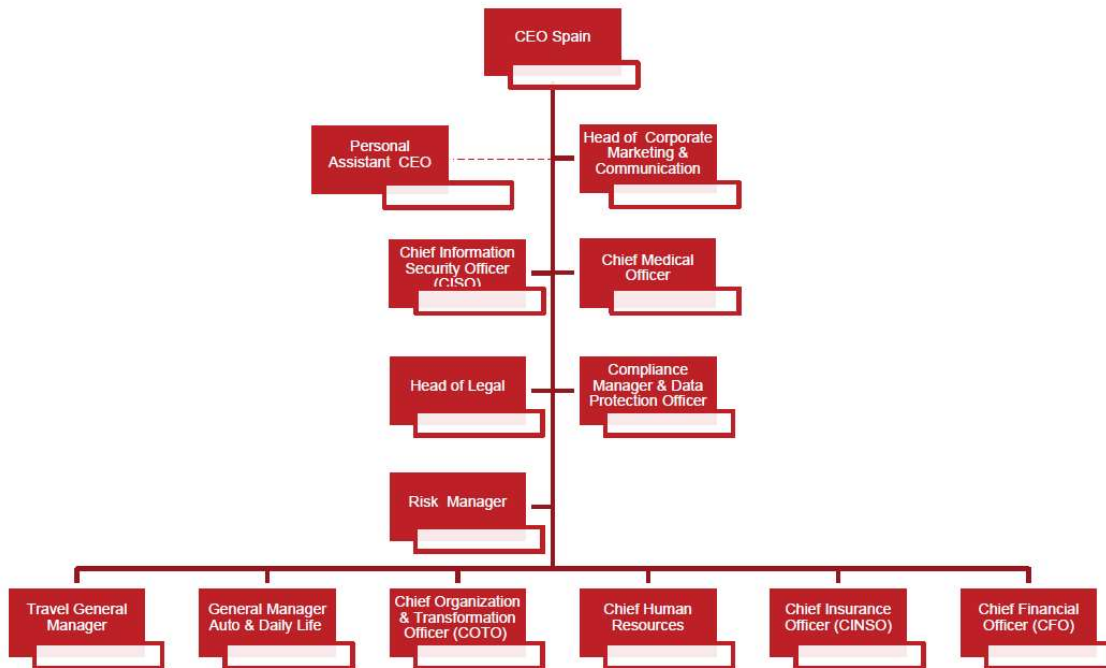 CEO Spain
Personal
Assistant CEO
Head of Corporate
Marketing &
Communication
Chief Information
Security Officer
(CISO)
Chief Medical
Officer
Head of Legal
Compliance
Manager & Data
Protection Officer
Risk Manager
Travel General
Manager
General Manager
Auto & Daily Life
Chief Organization
& Transformation
Officer (COTO)
Chief Human
Resources
Chief Insurance
Officer (CINSO)
Chief Financial
Officer (CFO)